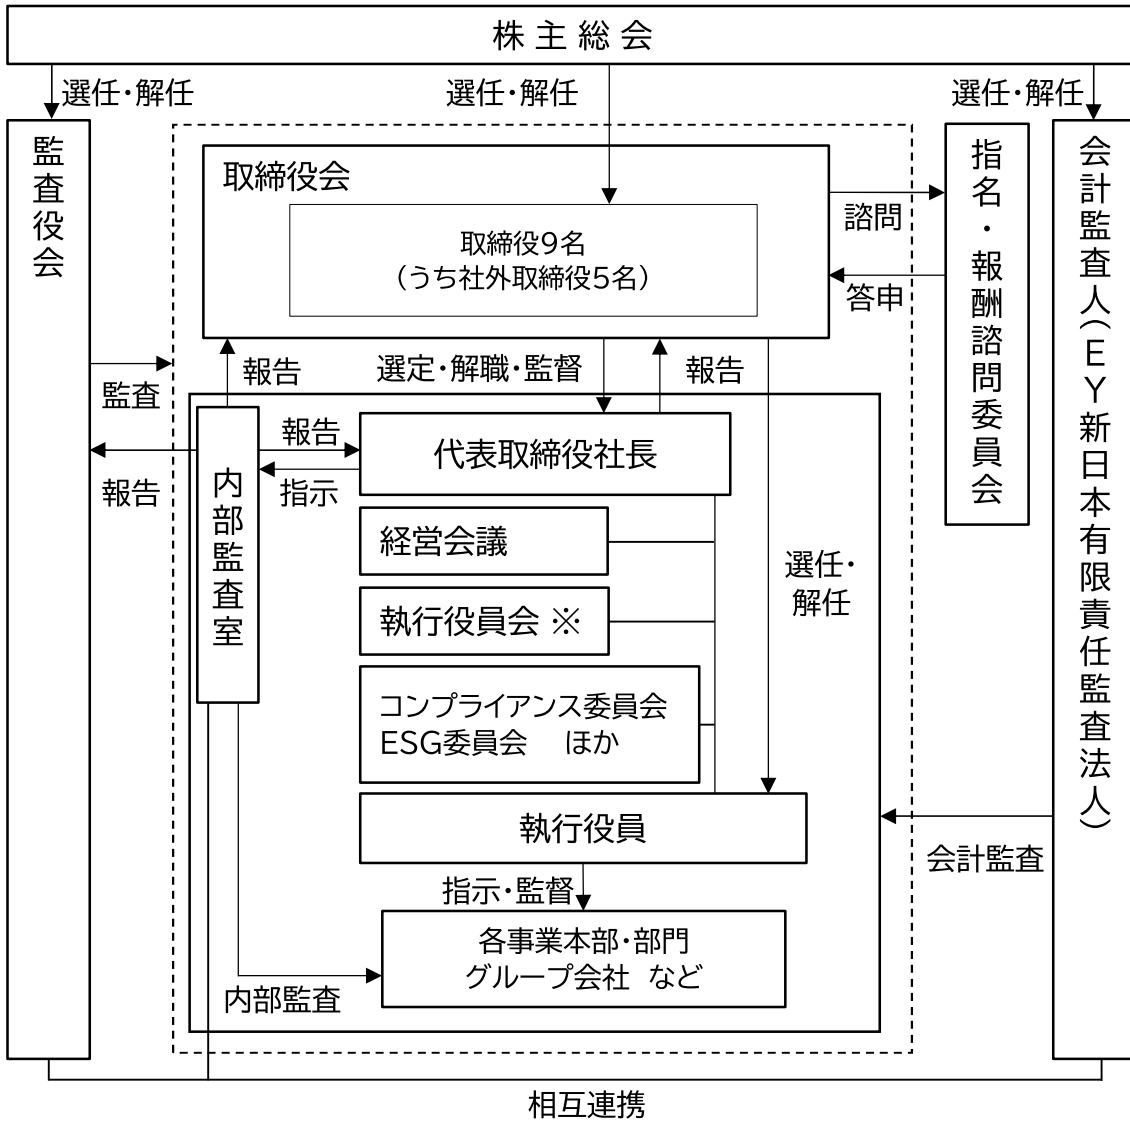 株主総会
選任・解任
選任・解任
選任・解任
監査役会
取締役会
取締役9名
（うち社外取締役5名）
諮問
答申
指名・報酬諮問委員会
会計監査人（EY新日本有限責任監査法人）
監査
報告
選定・解職・監督
報告
報告
報告
指示
内部監査室
代表取締役社長
経営会議
執行役員会 ※
コンプライアンス委員会
ESG委員会　ほか
選任・
解任
執行役員
会計監査
指示・監督
各事業本部・部門
グループ会社　など
内部監査
相互連携